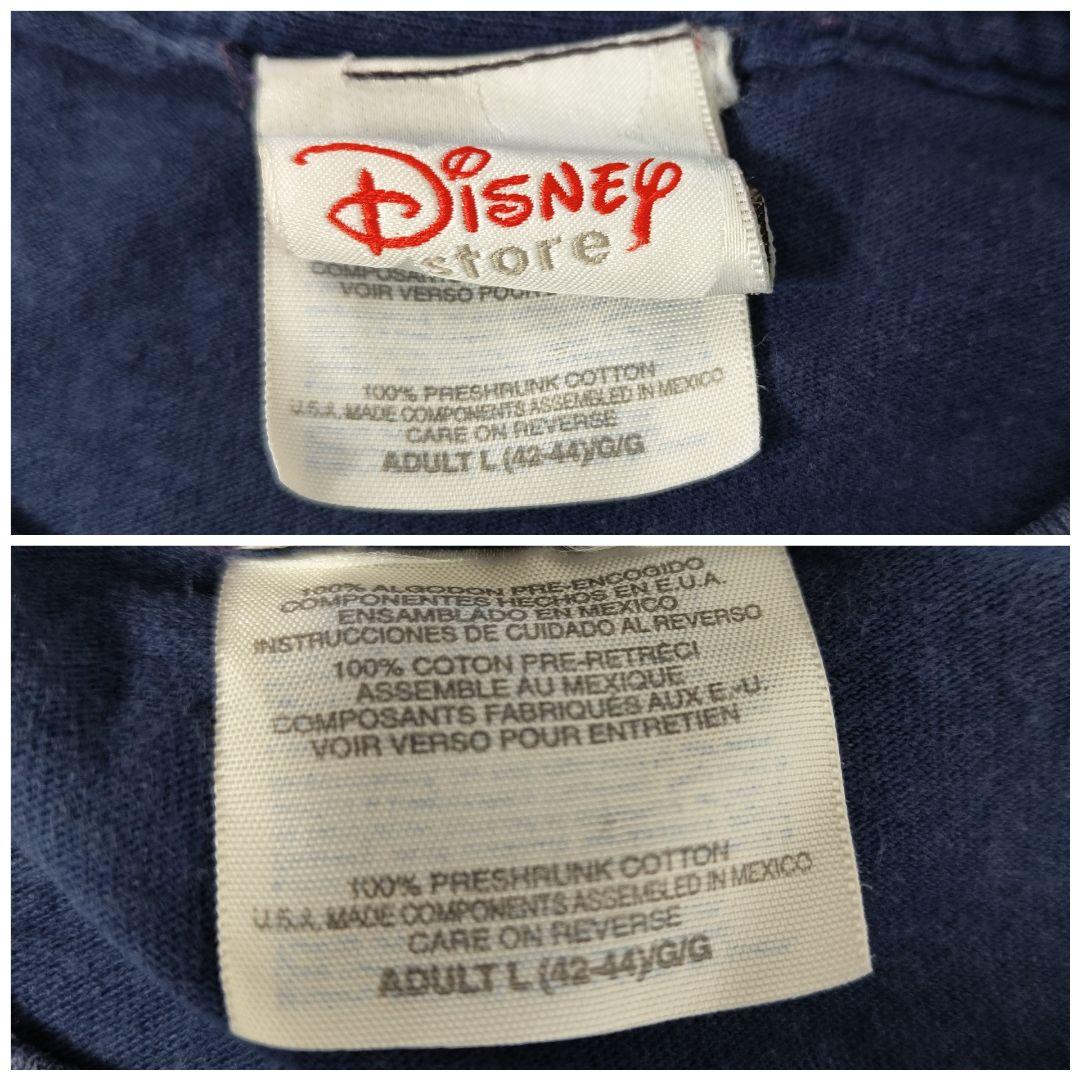 Disney
store
COMPOSANTS
VOIR VERSO POUR
100% PRESHRUNK COTTON
U.S.A. MADE COMPONENTS ASSEMBLED IN MEXICO
CARE ON REVERSE
ADULT L (42-44)/G/G
100% ALGODON PRE-ENCOGIDO
COMPONENTES HECHOS EN E.U.A.
ENSAMBLADO EN MEXICO
INSTRUCCIONES DE CUIDADO AL REVERSO
100% COTON PRE-RETRÉCI
ASSEMBLE AU MEXIQUE
COMPOSANTS FABRIQUÉS AUX E.-U.
VOIR VERSO POUR ENTRETIEN
100% PRESHRUNK COTTON
U.S.A. MADE COMPONENTS ASSEMBLED IN MEXICO
CARE ON REVERSE
ADULT L (42-44)/G/G